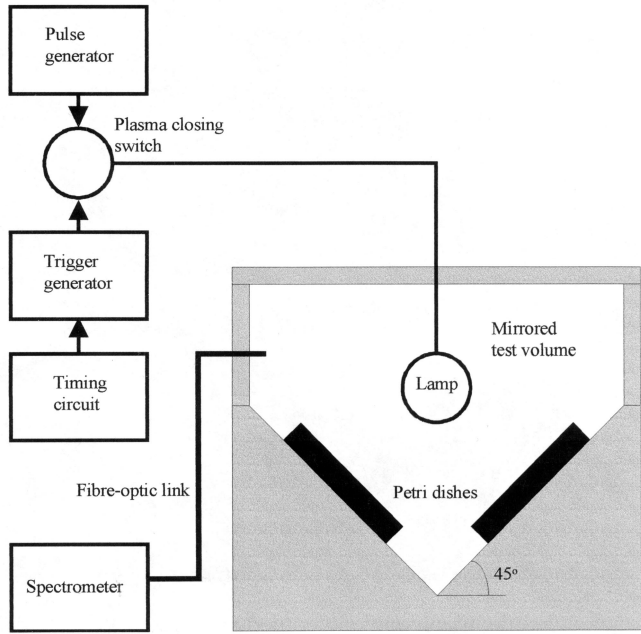 Pulse
generator
Plasma closing
switch
Trigger
generator
Mirrored
test volume
Lamp
Timing
circuit
Fibre-optic link
Petri dishes
45º
Spectrometer